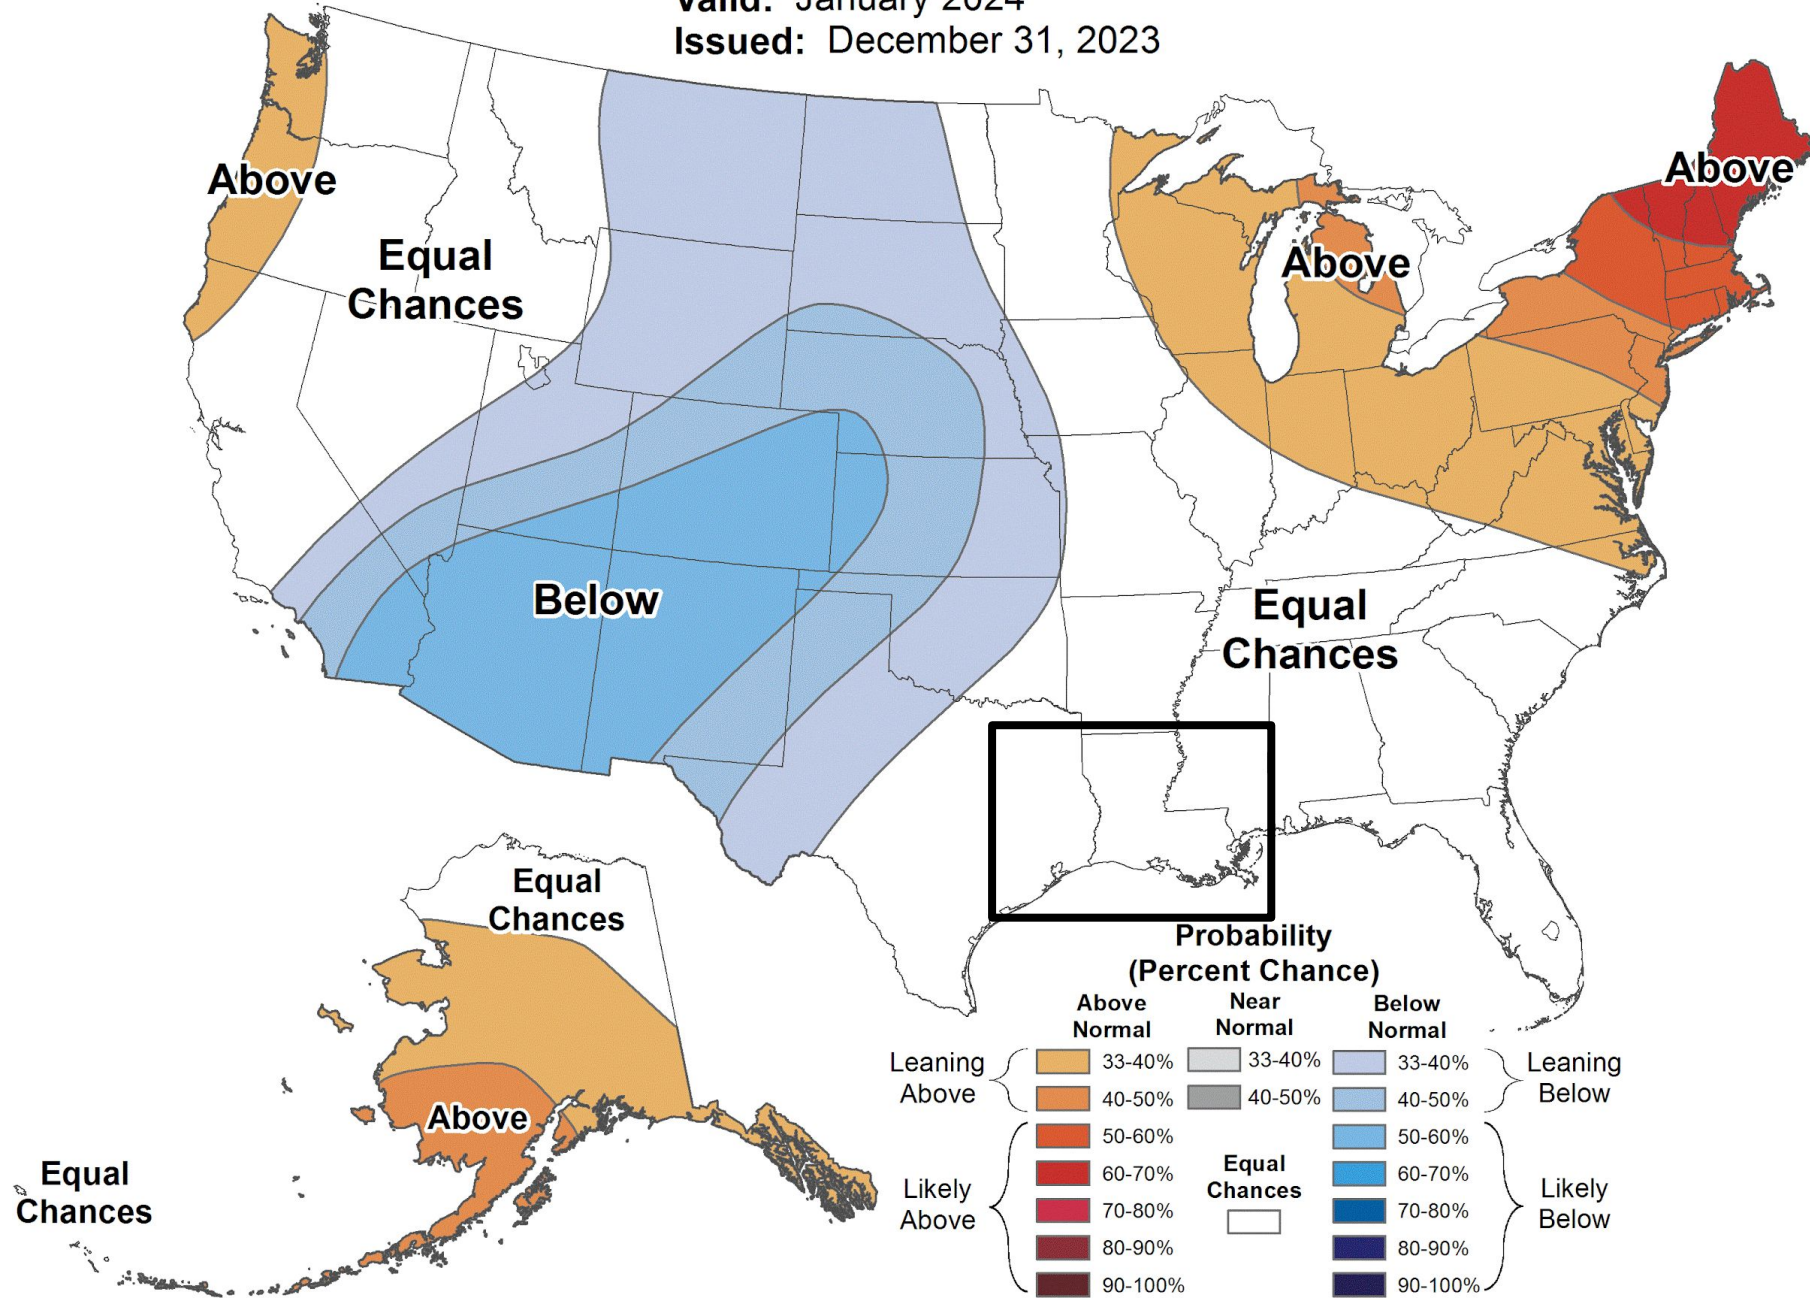 Valid: January 2024
Issued: December 31, 2023
Above
Above
Equal
Chances
Above
Below
Equal
Chances
Equal
Chances
Above
Equal
Chances
Probability
(Percent Chance)
Above
Normal
Near
Normal
Below
Normal
Leaning
Above
33-40%
33-40%
33-40%
Leaning
Below
40-50%
40-50%
40-50%
50-60%
50-60%
60-70%
Equal
Chances
60-70%
Likely
Above
70-80%
70-80%
Likely
Below
80-90%
80-90%
90-100%
90-100%